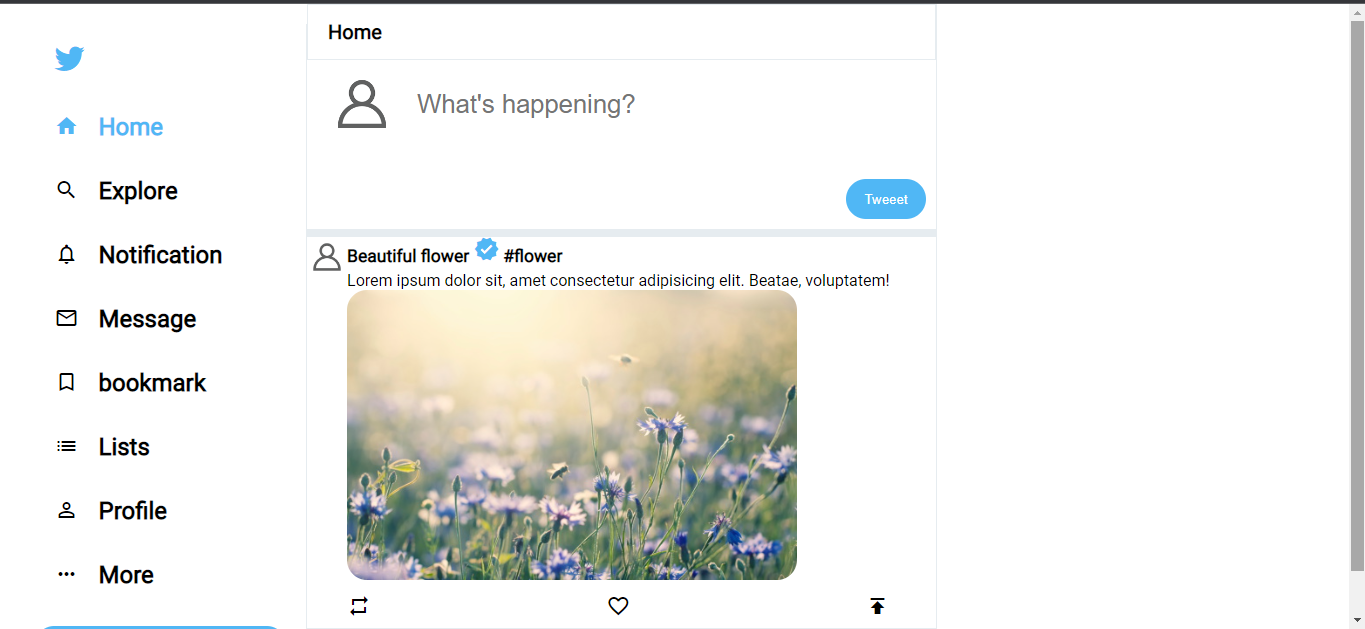 Home
Explore
Notification
Message
bookmark
Lists
Profile
More
Home
What's happening?
Tweeet
Beautiful flower #flower
Lorem ipsum dolor sit, amet consectetur adipisicing elit. Beatae, voluptatem!